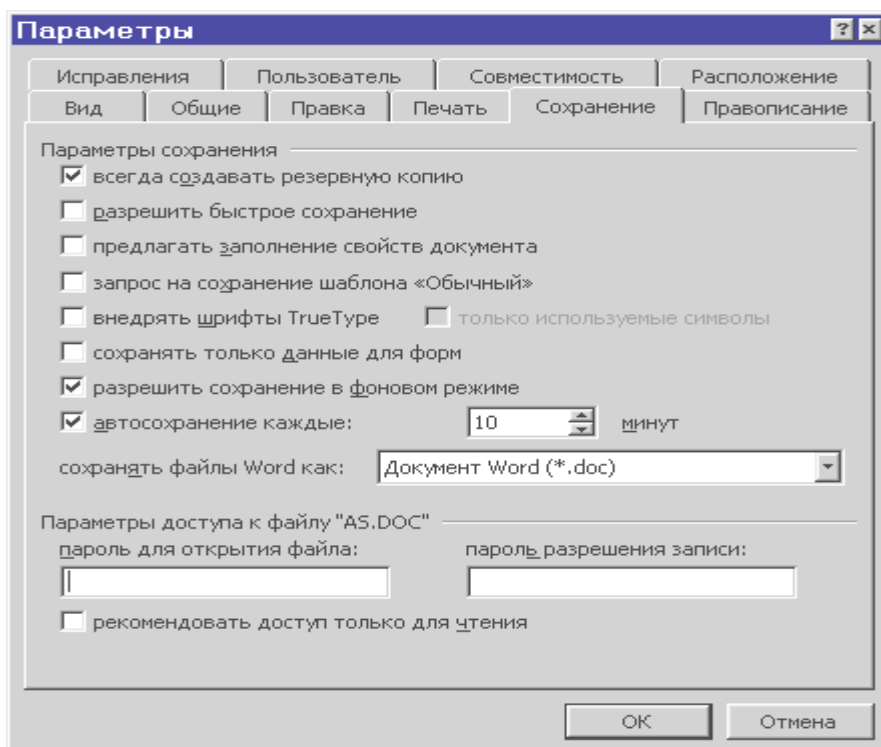 Параметры
Исправления Пользователь Совместимость Расположение
Вид Общие Правка Печать Сохранение Правописание
Параметры сохранения
всегда создавать резервную копию
разрешить быстрое сохранение
предлагать заполнение свойств документа
запрос на сохранение шаблона «Обычный»
внедрять шрифты TrueType только используемые символы
сохранять только данные для форм
разрешить сохранение в фоновом режиме
автосохранение каждые: 10 минут
сохранять файлы Word как: Документ Word (*.doc)
Параметры доступа к файлу "AS.DOC"
пароль для открытия файла: пароль разрешения записи:
рекомендовать доступ только для чтения
OK Отмена